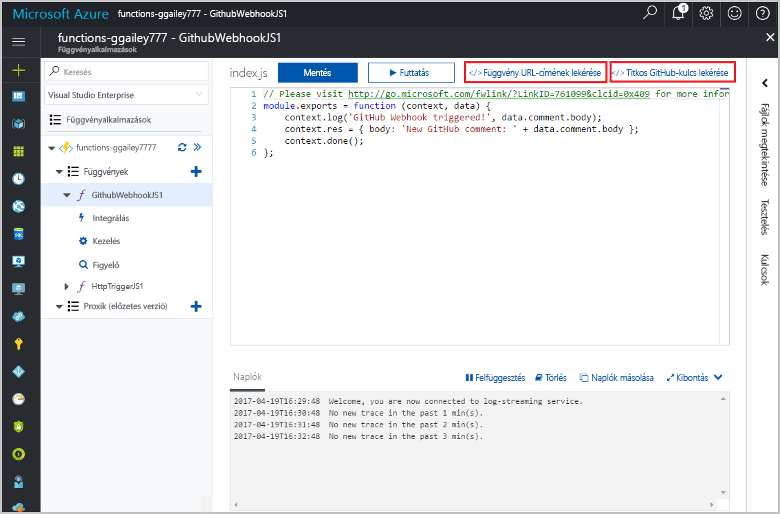 Microsoft Azure functions-ggailey777 - GithubWebhookJS1
1
functions-ggailey777 - GithubWebhookJS1
Függvényalkalmazások
Keresés
Visual Studio Enterprise
Függvényalkalmazások
functions-ggailey7777
Függvények
GithubWebhookJS1
Integrálás
Kezelés
Figyelő
HttpTriggerJS1
Proxik (előzetes verzió)
index.js Mentés Futtatás </> Függvény URL-címének lekérése </> Titkos GitHub-kulcs lekérése
1 // Please visit http://go.microsoft.com/fwlink/?LinkID=761099&clcid=0x409 for more infor
2 module.exports = function (context, data) {
3 context.log('GitHub Webhook triggered!', data.comment.body);
4 context.res = { body: 'New GitHub comment: ' + data.comment.body };
5 context.done();
6 };
Naplók Felfüggesztés Törlés Naplók másolása Kibontás
2017-04-19T16:29:48 Welcome, you are now connected to log-streaming service.
2017-04-19T16:30:48 No new trace in the past 1 min(s).
2017-04-19T16:31:48 No new trace in the past 2 min(s).
2017-04-19T16:32:48 No new trace in the past 3 min(s).
Fájlok megtekintése
Tesztelés
Kulcsok